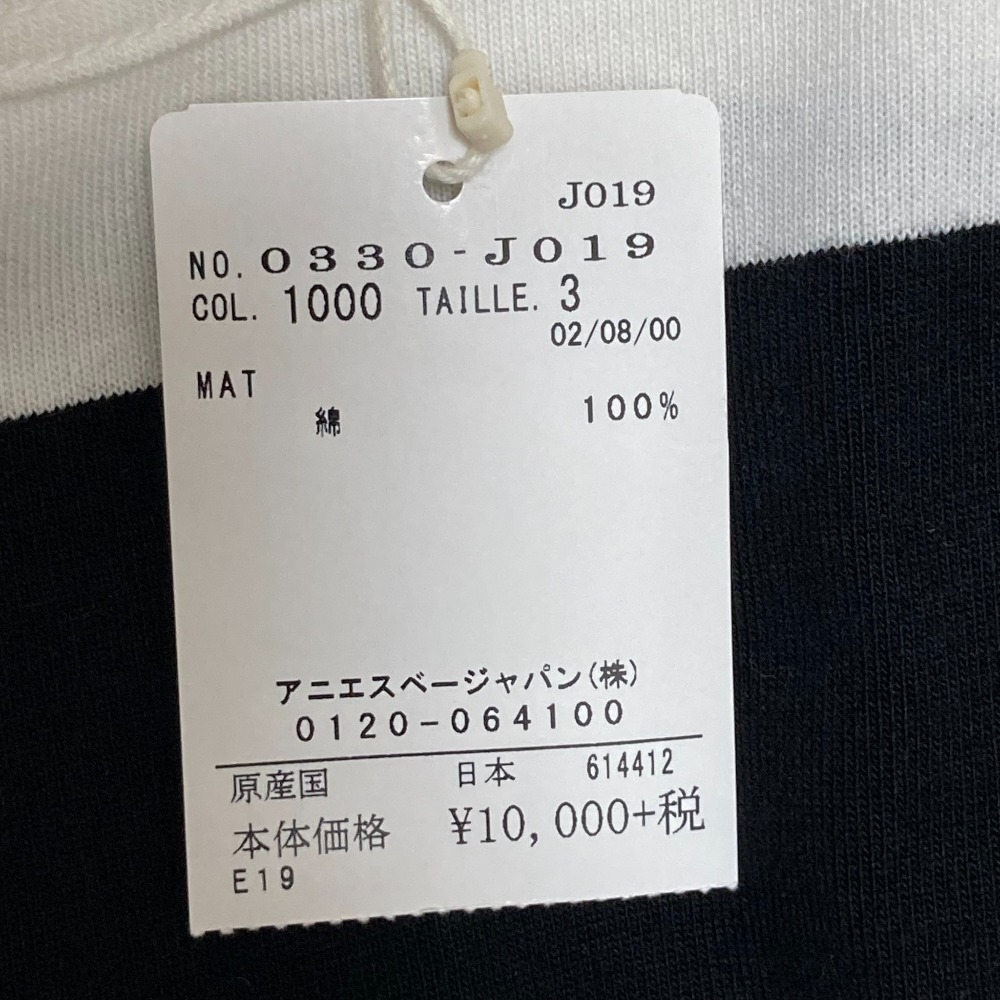 J019
NO. 0330-J019
COL. 1000 TAILLE. 3
02/08/00
MAT
綿 100%
アニエスベージャパン(株)
0120-064100
原産国 日本 614412
本体価格 ¥10,000+税
E19